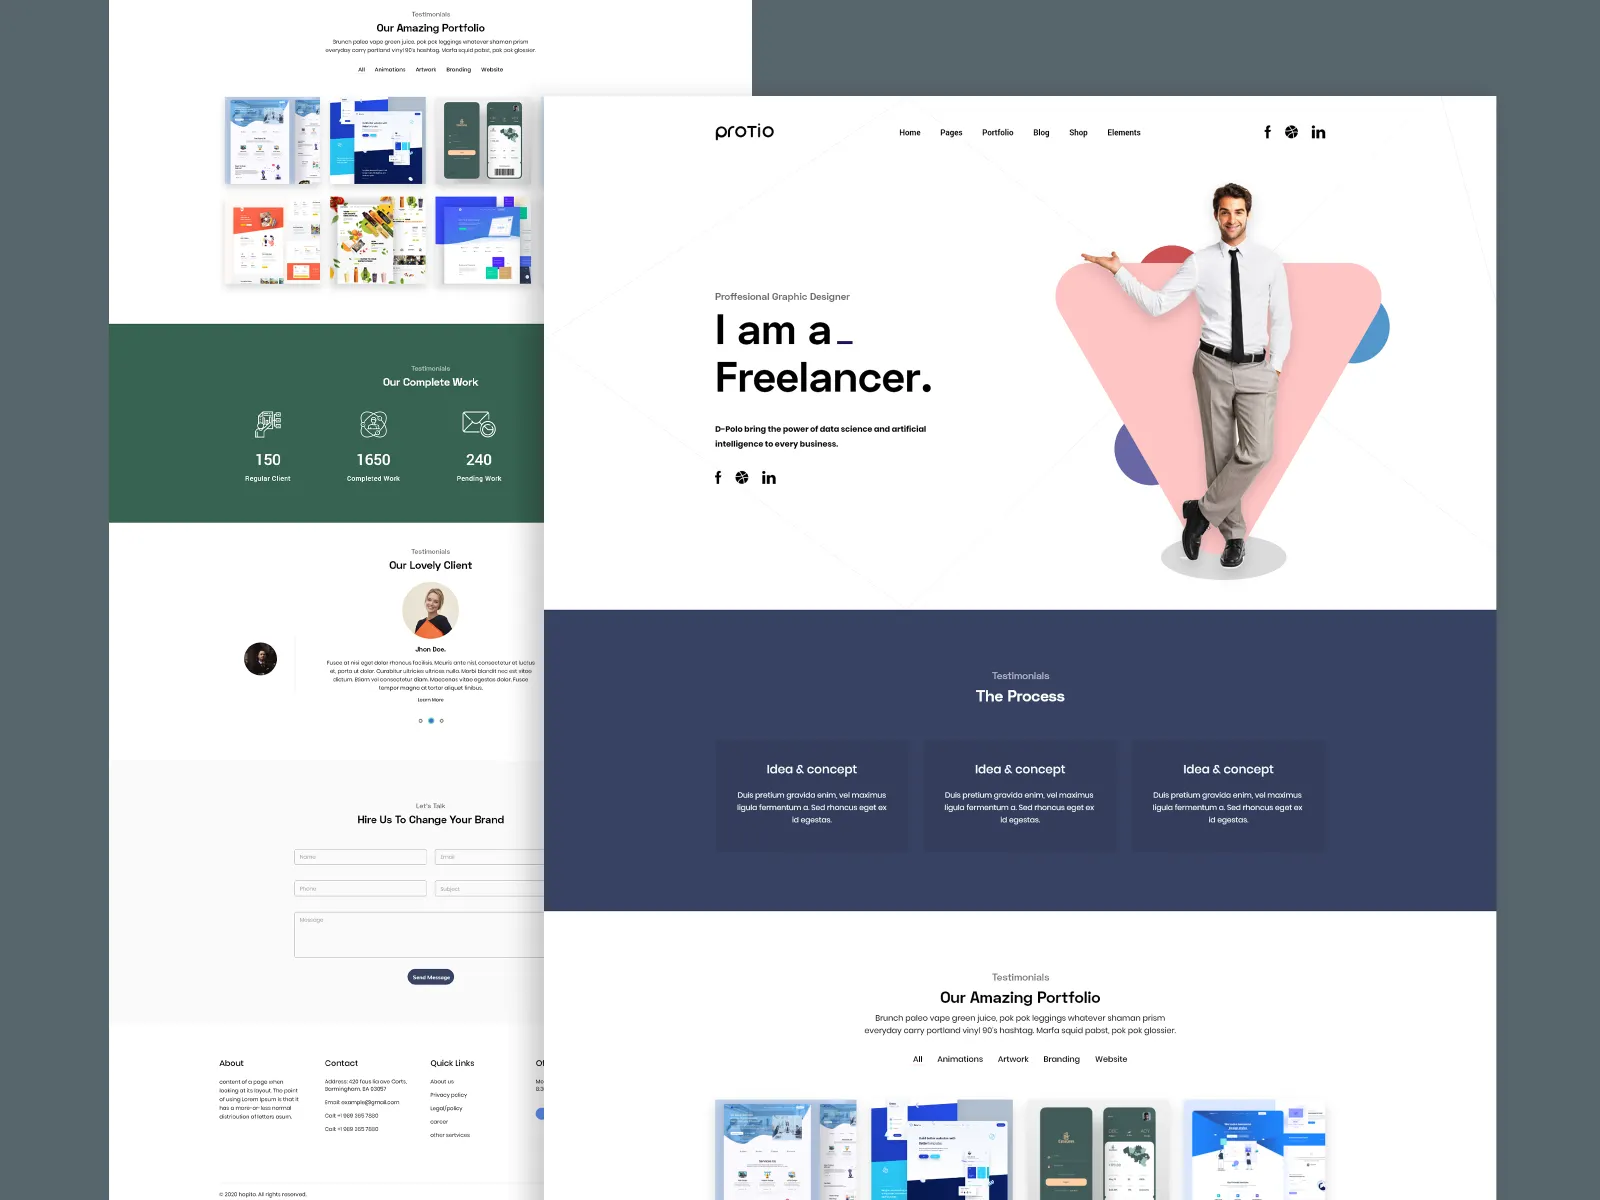 Testimonials
Our Amazing Portfolio
Brunch paleo vape green juice, pok pok leggings whatever shaman prism
everyday carry portland vinyl 90's hashtag. Marfa squid pabst, pok pok glossier.
All Animations Artwork Branding Website
Testimonials
Our Complete Work
150 1650 240
Regular Client Completed Work Pending Work
Testimonials
Our Lovely Client
Jhon Doe.
Fusce at nisi eget dolor rhoncus facilisis. Mauris ante nisl, consectetur et luctus
et, porta ut dolor. Curabitur ultricies ultrices nulla. Morbi blandit nec est vitae
dictum. Etiam vel consectetur diam. Maecenas vitae egestas dolor. Fusce
tempor magna at tortor aliquet finibus.
Learn More
Let's Talk
Hire Us To Change Your Brand
Name Email
Phone Subject
Message
Send Message
About
content of a page when
looking at its layout. The point
of using Lorem Ipsum is that it
has a more-or-less normal
distribution of letters asum.
Contact
Address: 420 faus lia ave Carts,
Barmingham, EA 03057
Email: example@gmail.com
Call: +1 989 365 7880
Call: +1 989 365 7880
Quick Links
About us
Privacy policy
Legal/policy
career
other sertvices
© 2020 hapito. All rights reserved.
protio
Home Pages Portfolio Blog Shop Elements
Proffesional Graphic Designer
I am a_
Freelancer.
D-Polo bring the power of data science and artificial
intelligence to every business.
Testimonials
The Process
Idea & concept
Duis pretium gravida enim, vel maximus
ligula fermentum a. Sed rhoncus eget ex
id egestas.
Idea & concept
Duis pretium gravida enim, vel maximus
ligula fermentum a. Sed rhoncus eget ex
id egestas.
Idea & concept
Duis pretium gravida enim, vel maximus
ligula fermentum a. Sed rhoncus eget ex
id egestas.
Testimonials
Our Amazing Portfolio
Brunch paleo vape green juice, pok pok leggings whatever shaman prism
everyday carry portland vinyl 90's hashtag. Marfa squid pabst, pok pok glossier.
All Animations Artwork Branding Website